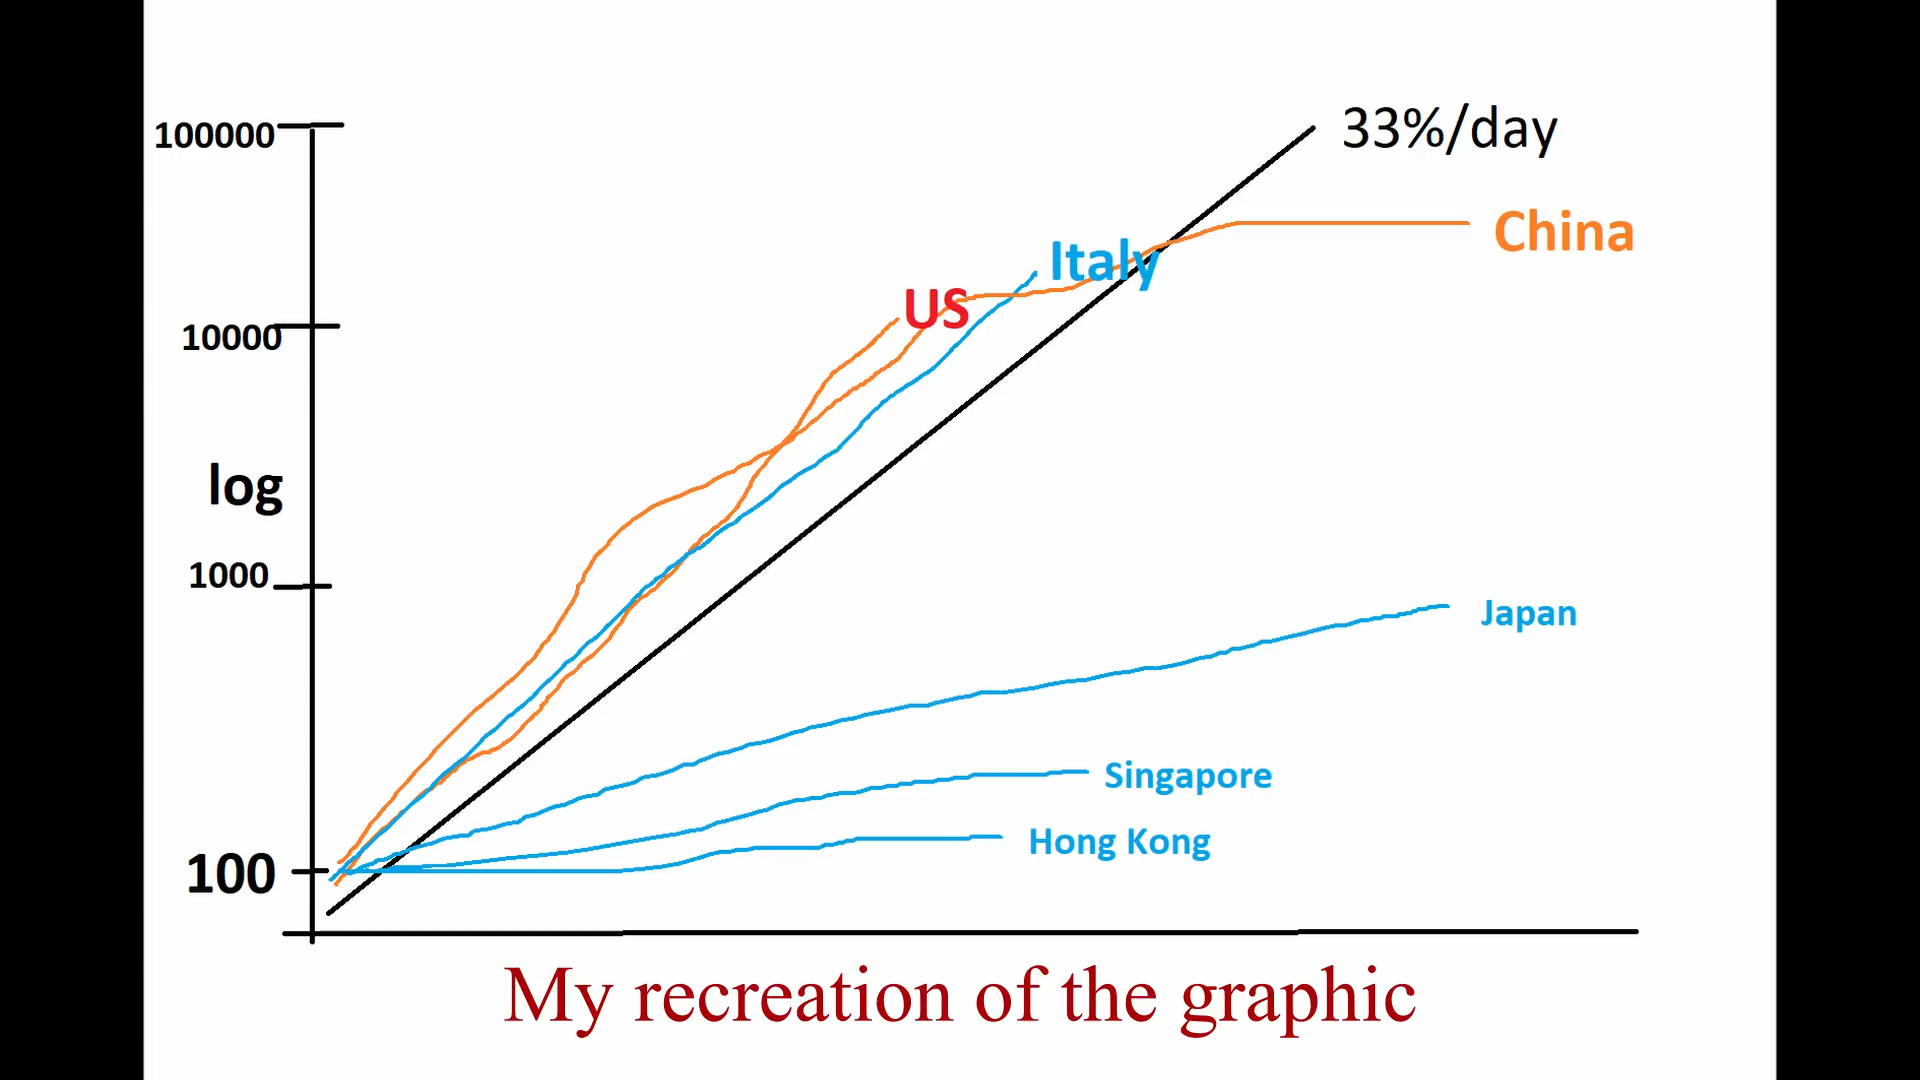 33%/day
100000
China
Italy
US
10000
log
1000
Japan
Singapore
Hong Kong
100
My recreation of the graphic